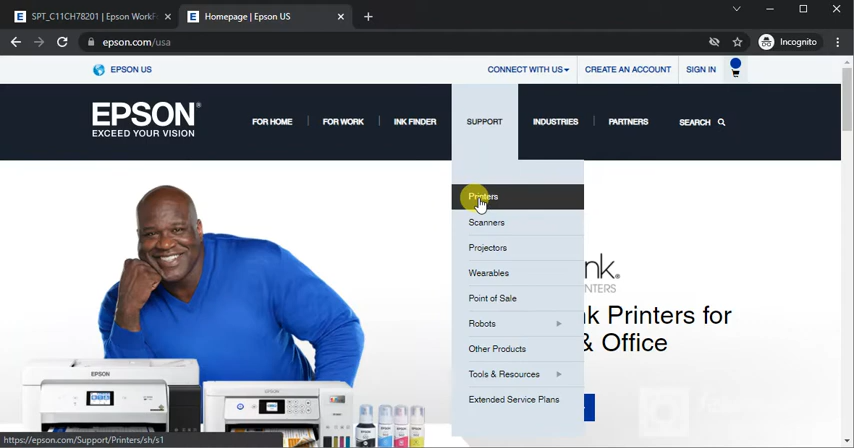 SPT_C11CH78201 | Epson WorkF
Homepage | Epson US
epson.com/usa
Incognito
EPSON US
CONNECT WITH US
CREATE AN ACCOUNT
SIGN IN
EPSON®
EXCEED YOUR VISION
FOR HOME
FOR WORK
INK FINDER
SUPPORT
INDUSTRIES
PARTNERS
SEARCH
Printers
Scanners
Projectors
Wearables
Point of Sale
Robots
Other Products
Tools & Resources
Extended Service Plans
nk.
NTERS
k Printers for
& Office
EPSON
EPSON
https://epson.com/Support/Printers/sh/s1